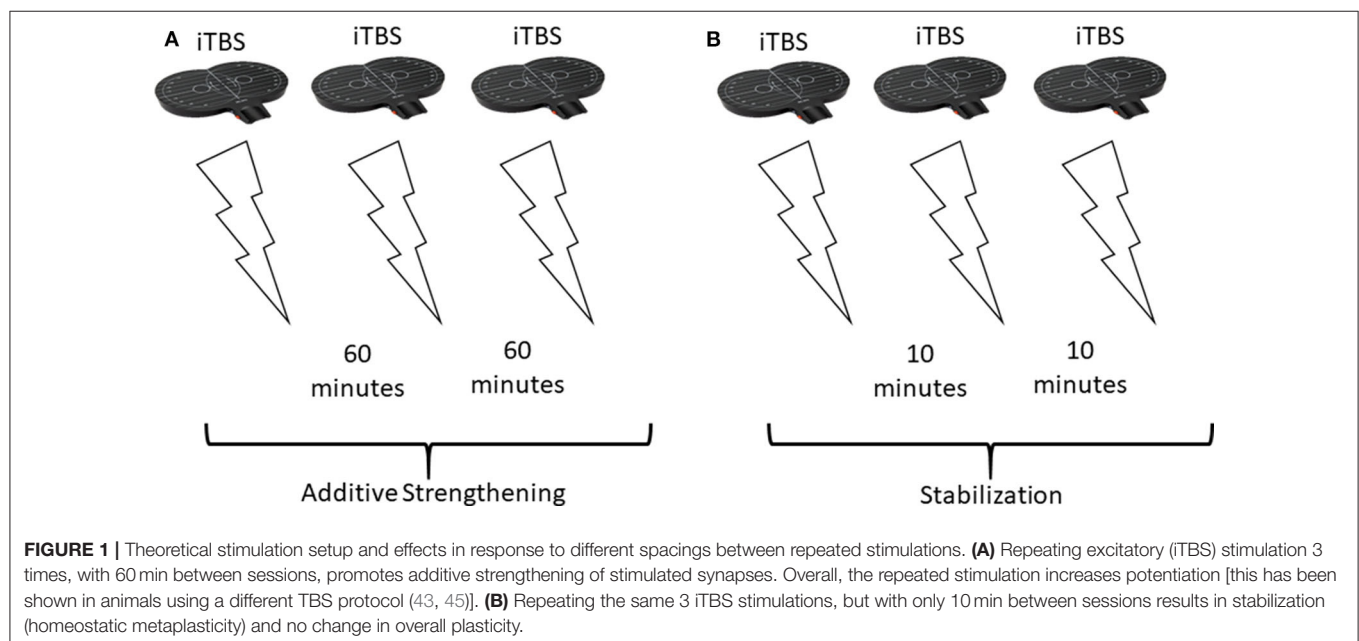 A iTBS iTBS iTBS
60 minutes
60 minutes
Additive Strengthening
B iTBS iTBS iTBS
10 minutes
10 minutes
Stabilization
FIGURE 1 | Theoretical stimulation setup and effects in response to different spacings between repeated stimulations. (A) Repeating excitatory (iTBS) stimulation 3
times, with 60 min between sessions, promotes additive strengthening of stimulated synapses. Overall, the repeated stimulation increases potentiation [this has been
shown in animals using a different TBS protocol (43, 45)]. (B) Repeating the same 3 iTBS stimulations, but with only 10 min between sessions results in stabilization
(homeostatic metaplasticity) and no change in overall plasticity.